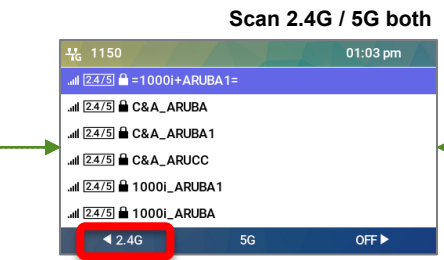 Scan 2.4G / 5G both
1G 1150 01:03 pm
2.4/5 =1000i+ARUBA1=
2.4/5 C&A_ARUBA
2.4/5 C&A_ARUBA1
2.4/5 C&A_ARUCC
2.4/5 1000i_ARUBA1
2.4/5 1000i_ARUBA
2.4G 5G OFF